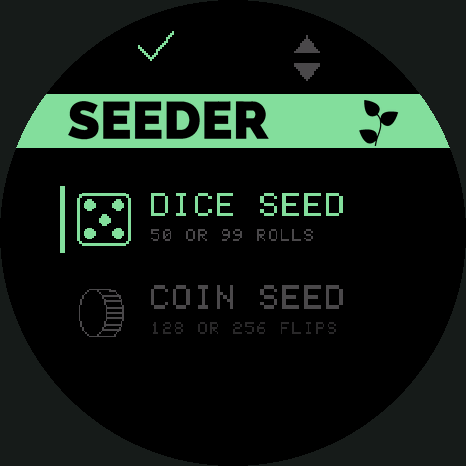 SEEDER
DICE SEED
50 OR 99 ROLLS
COIN SEED
128 OR 256 FLIPS